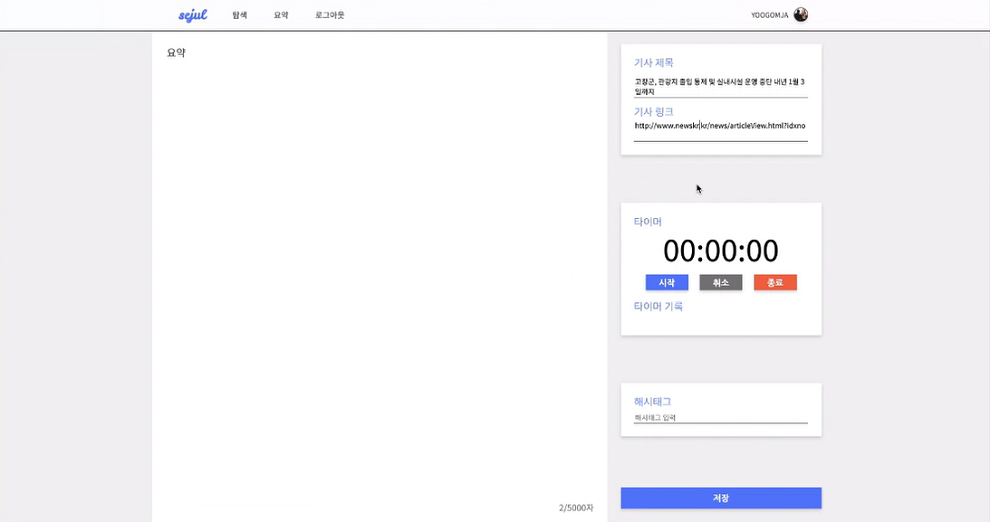 sejul 탐색 요약 로그아웃 YOOGOMJA
요약
2/5000자
기사 제목
고창군, 관광지 출입 통제 및 실내시설 운영 중단 내년 1월 3
일까지
기사 링크
http://www.newskr.kr/news/articleView.html?idxno
타이머
00:00:00
시작 취소 종료
타이머 기록
해시태그
해시태그 입력
저장